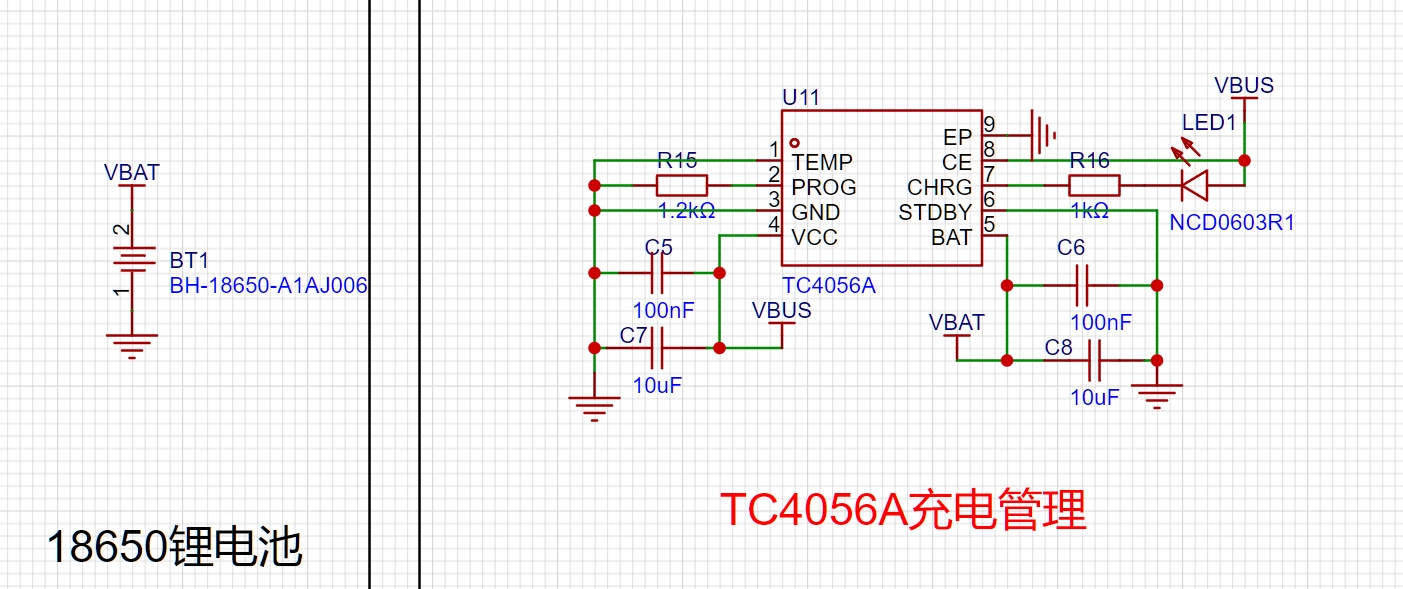 VBAT
2
BT1
BH-18650-A1AJ006
1
18650锂电池
U11
1
TEMP
2
PROG
3
GND
4
VCC
EP
9
CE
8
CHRG
7
STDBY
6
BAT
5
TC4056A
R15
1.2kΩ
C5
100nF
C7
10uF
VBUS
R16
1kΩ
LED1
VBUS
NCD0603R1
C6
100nF
VBAT
C8
10uF
TC4056A充电管理